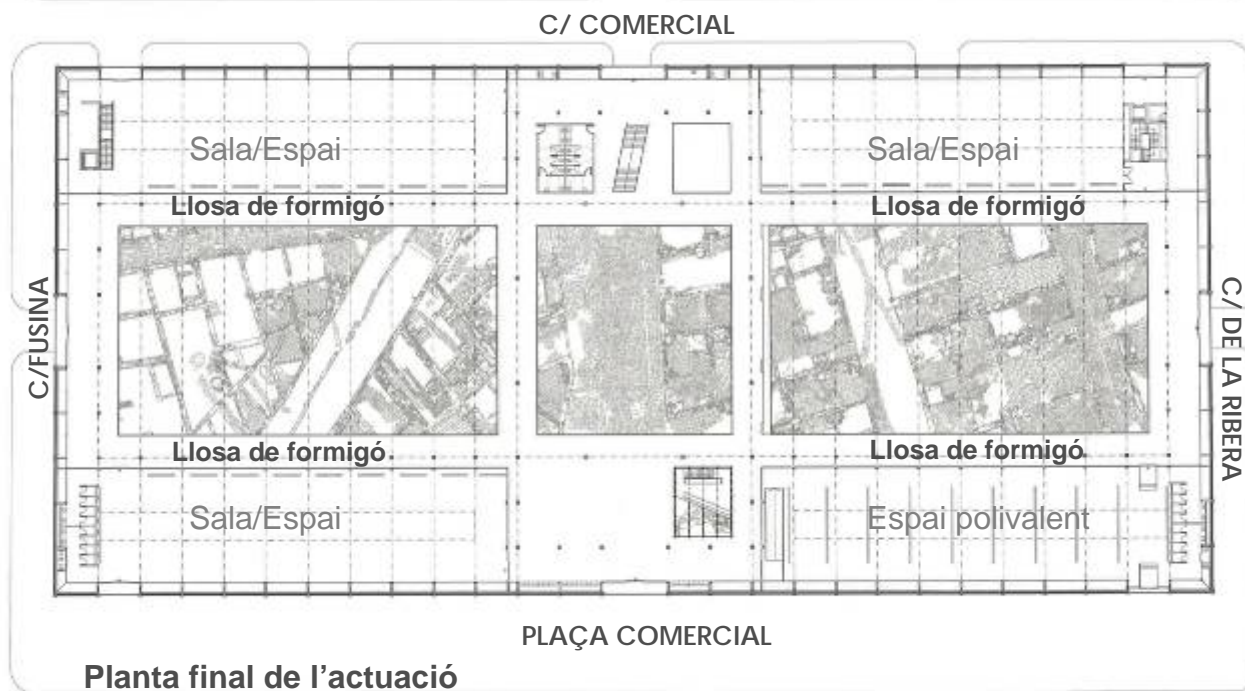 C/ COMERCIAL
Sala/Espai
Sala/Espai
Llosa de formigó
Llosa de formigó
C/FUSINA
C/ DE LA RIBERA
Llosa de formigó
Llosa de formigó
Sala/Espai
Espai polivalent
PLAÇA COMERCIAL
Planta final de l'actuació